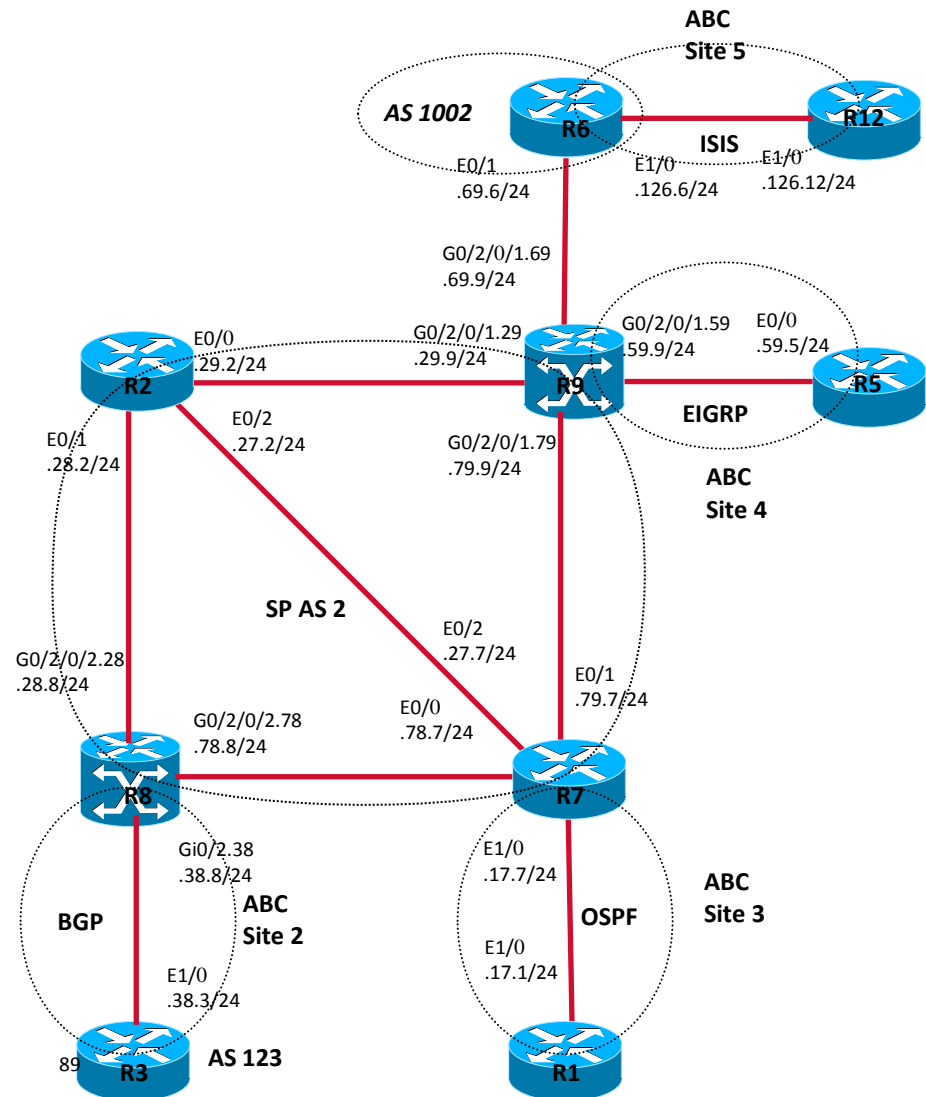 ABC
Site 5
AS 1002
R6
R12
ISIS
E0/1
.69.6/24
E1/0
.126.6/24
E1/0
.126.12/24
G0/2/0/1.69
.69.9/24
E0/0
.29.2/24
G0/2/0/1.29
.29.9/24
G0/2/0/1.59
.59.9/24
E0/0
.59.5/24
R2
R9
R5
EIGRP
E0/2
.27.2/24
E0/1
.28.2/24
G0/2/0/1.79
.79.9/24
ABC
Site 4
SP AS 2
E0/2
.27.7/24
G0/2/0/2.28
.28.8/24
E0/1
.79.7/24
G0/2/0/2.78
.78.8/24
E0/0
.78.7/24
R8
R7
Gi0/2.38
.38.8/24
E1/0
.17.7/24
ABC
Site 3
BGP
ABC
Site 2
OSPF
E1/0
.38.3/24
E1/0
.17.1/24
89
R3
AS 123
R1